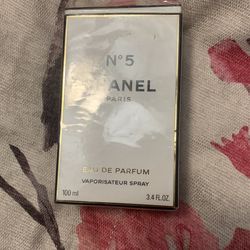 N°5
CHANEL
PARIS
EAU DE PARFUM
VAPORISATEUR SPRAY
100 ml
3.4 FL.OZ.